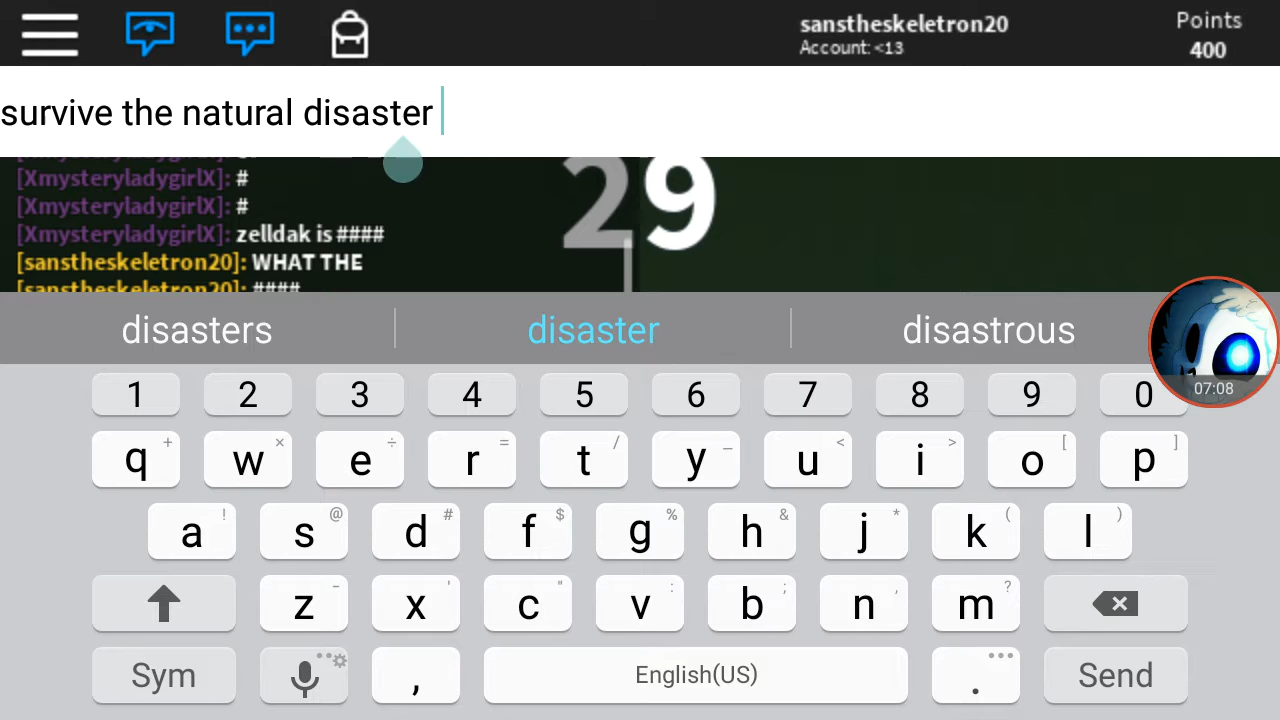 sanstheskeletron20
Account: <13
Points
400
survive the natural disaster
[XmysteryladygirlX]: #
[XmysteryladygirlX]: #
[XmysteryladygirlX]: zelldak is ####
[sanstheskeletron20]: WHAT THE
[sanstheskeletron20]: ####
29
disasters disaster disastrous
07:08
1 2 3 4 5 6 7 8 9 0
q + w × e ÷ r = t / y _ u < i > o [ p ]
a ! s @ d # f $ g % h & j * k ( l )
z - x ' c " v : b ; n , m ?
Sym , English(US) . Send